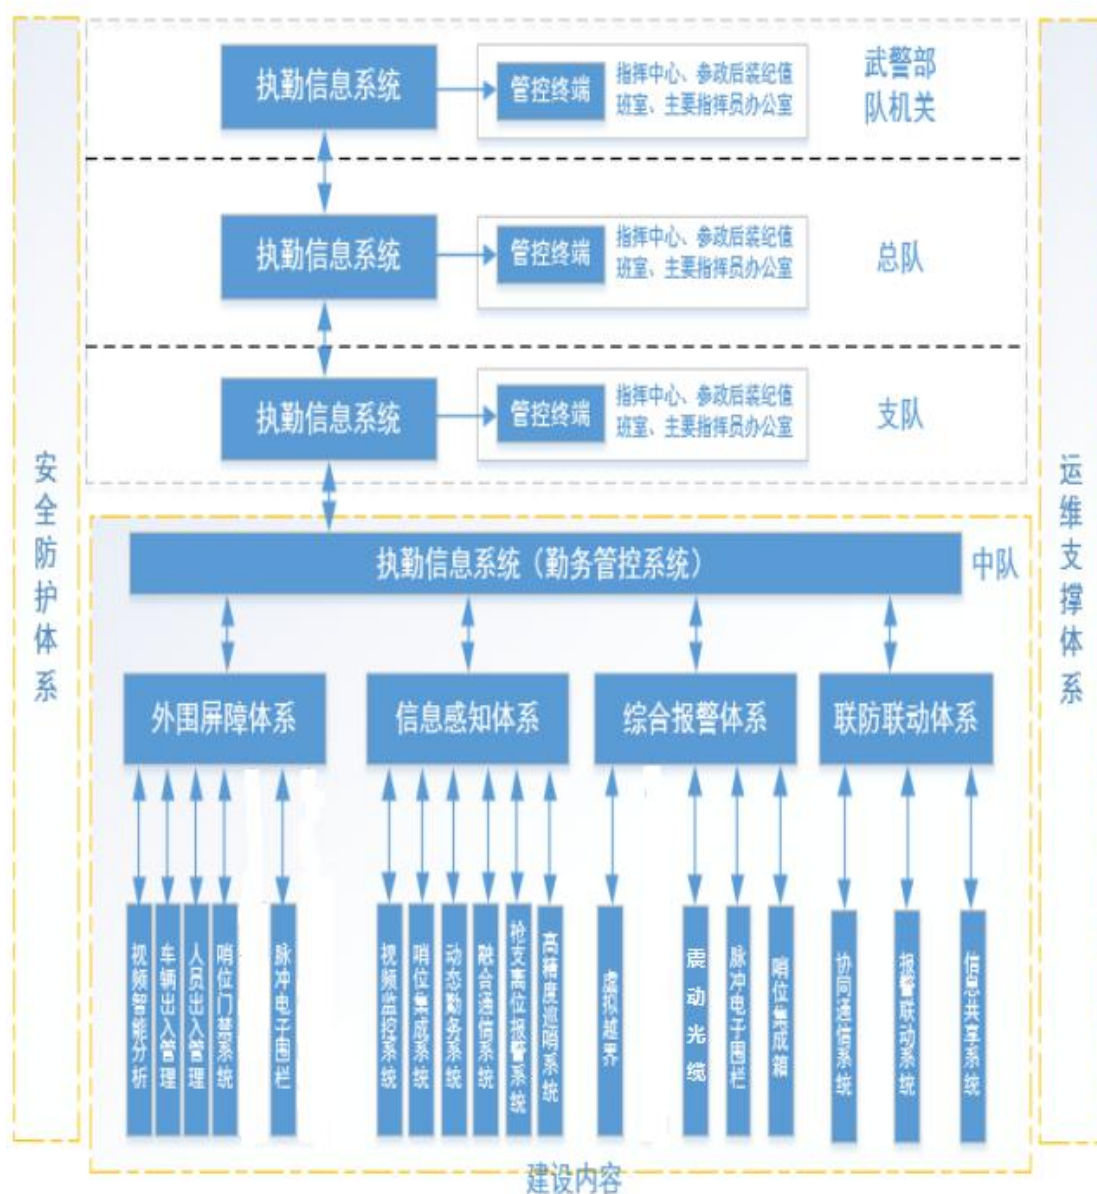 执勤信息系统
管控终端
指挥中心、参政后装纪值
班室、主要指挥员办公室
武警部
队机关
执勤信息系统
管控终端
指挥中心、参政后装纪值
班室、主要指挥员办公室
总队
执勤信息系统
管控终端
指挥中心、参政后装纪值
班室、主要指挥员办公室
支队
安全防护体系
运维支撑体系
执勤信息系统（勤务管控系统）
中队
外围屏障体系
信息感知体系
综合报警体系
联防联动体系
视频智能分析
车辆出入管理
人员出入管理
哨位门禁系统
脉冲电子围栏
视频监控系统
哨位集成系统
动态勤务系统
融合通信系统
枪支离位报警系统
高精度巡哨系统
虚拟越界
震动光缆
脉冲电子围栏
哨位集成箱
协同通信系统
报警联动系统
信息共享系统
建设内容